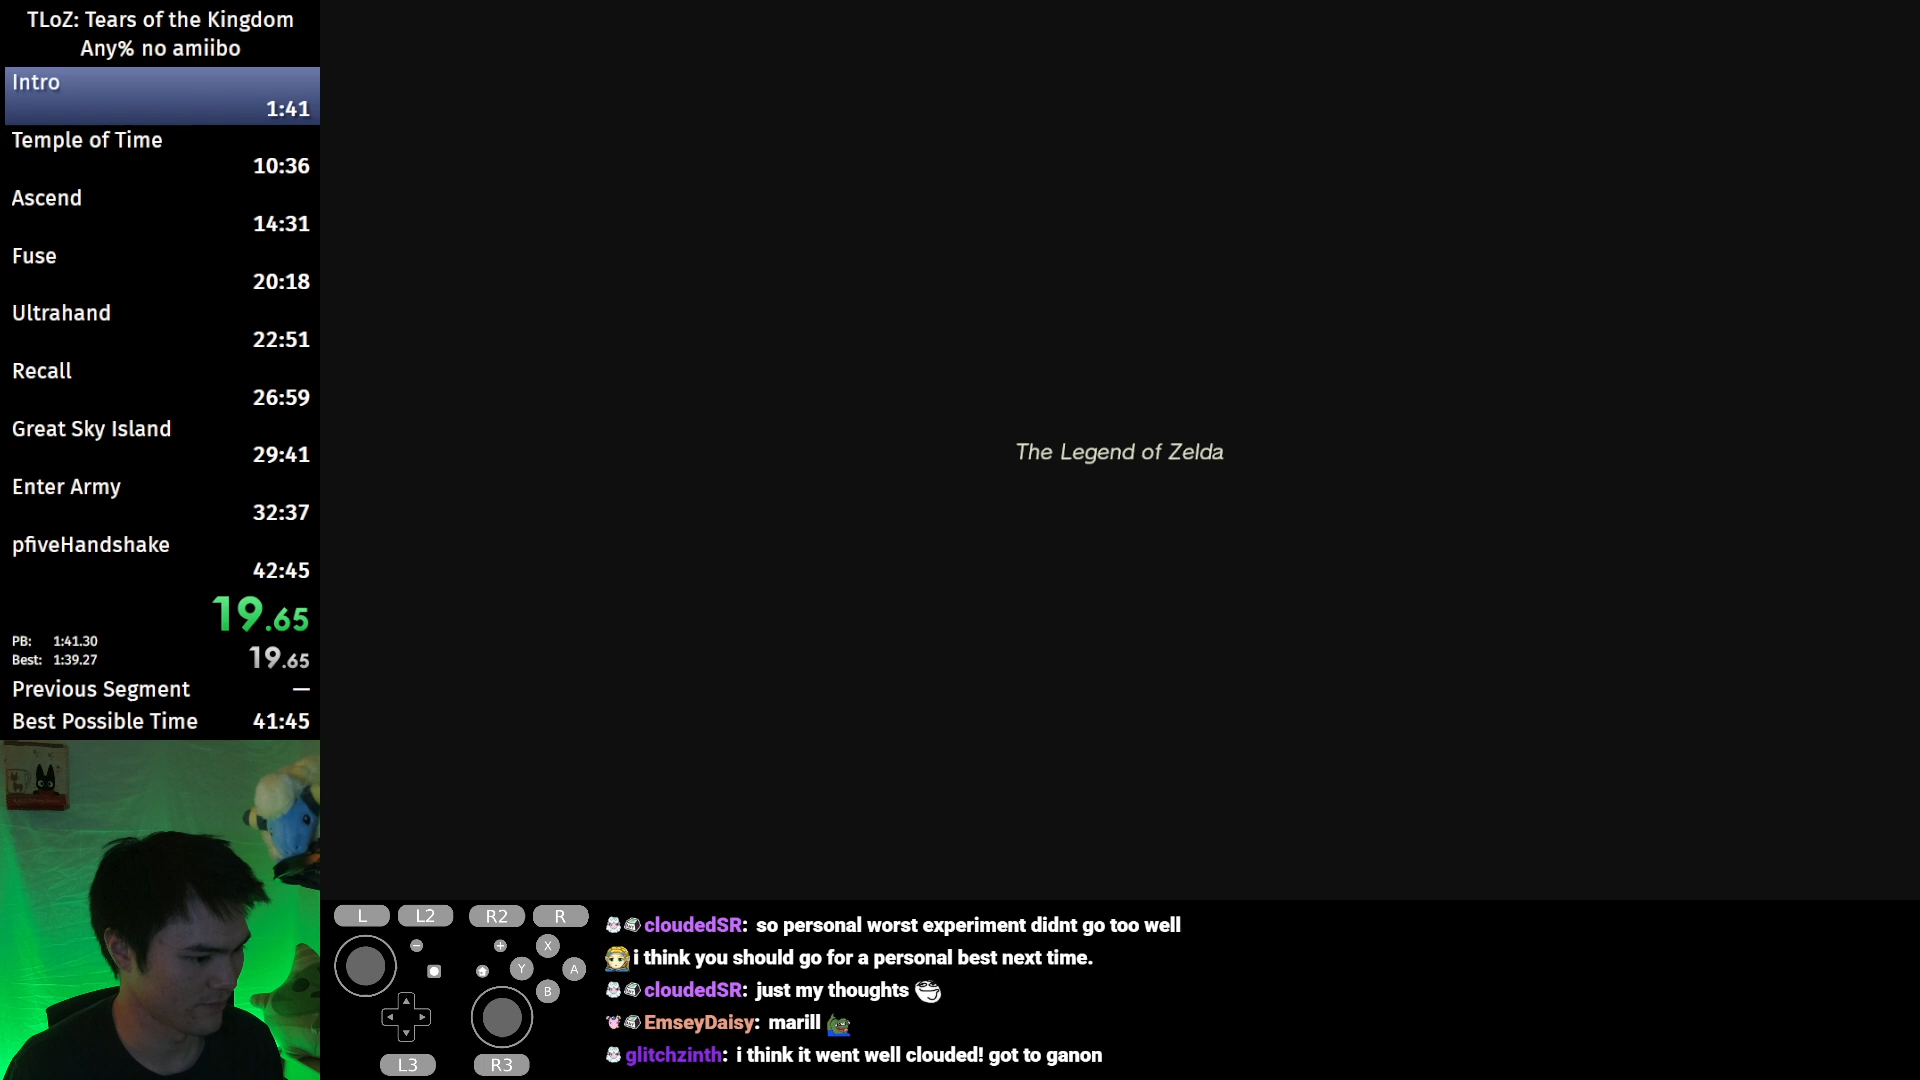 TLoZ: Tears of the Kingdom
Any% no amiibo
Intro
1:41
Temple of Time
10:36
Ascend
14:31
Fuse
20:18
Ultrahand
22:51
Recall
26:59
Great Sky Island
29:41
Enter Army
32:37
pfiveHandshake
42:45
19.65
PB: 1:41.30
Best: 1:39.27
19.65
Previous Segment —
Best Possible Time 41:45
The Legend of Zelda
L L2 R2 R
X
Y A
B
L3 R3
cloudedSR: so personal worst experiment didnt go too well
i think you should go for a personal best next time.
cloudedSR: just my thoughts
EmseyDaisy: marill
glitchzinth: i think it went well clouded! got to ganon